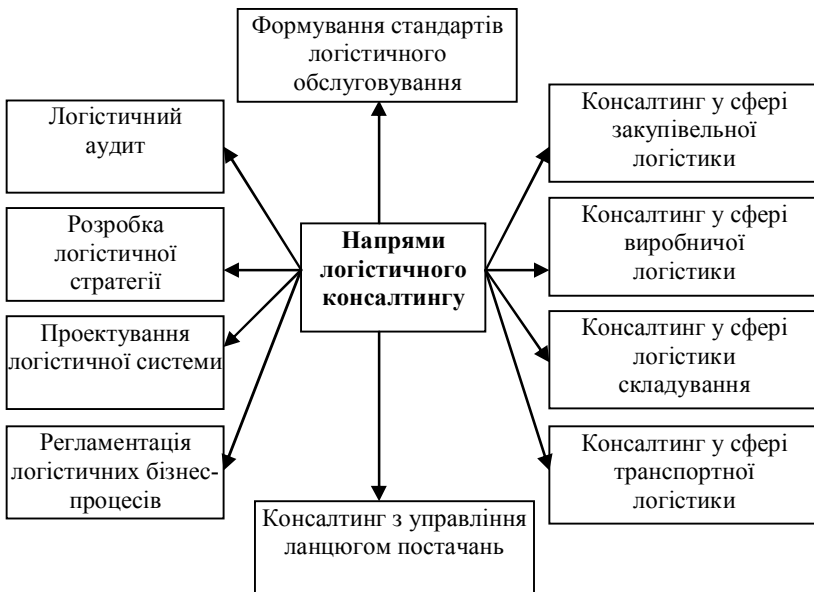 Формування стандартів
логістичного
обслуговування
Логістичний
аудит
Розробка
логістичної
стратегії
Проектування
логістичної системи
Регламентація
логістичних бізнес-
процесів
Напрями
логістичного
консалтингу
Консалтинг з управління
ланцюгом постачань
Консалтинг у сфері
закупівельної
логістики
Консалтинг у сфері
виробничої
логістики
Консалтинг у сфері
логістики
складування
Консалтинг у сфері
транспортної
логістики